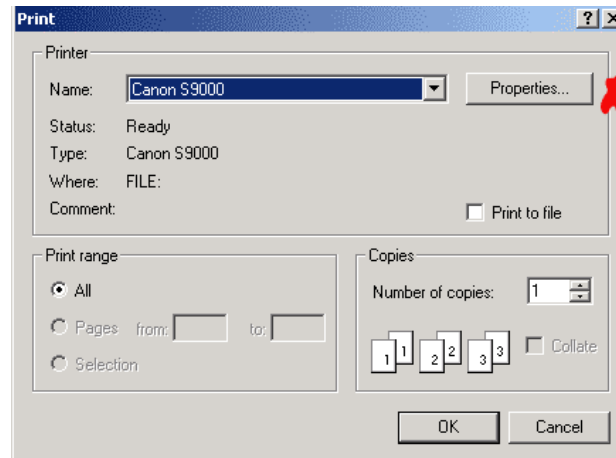 Print
Printer
Name: Canon S9000 Properties...
Status: Ready
Type: Canon S9000
Where: FILE:
Comment:
Print to file
Print range
All
Pages from: to:
Selection
Copies
Number of copies: 1
1 1 2 2 3 3 Collate
OK Cancel